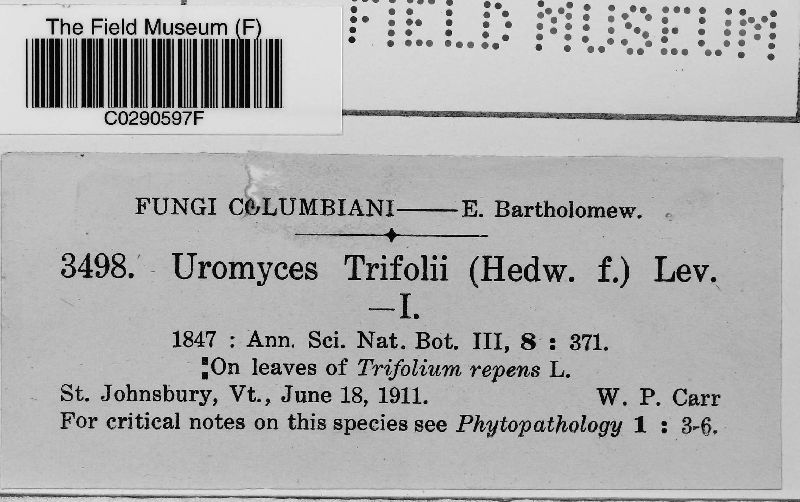 FIELD MUSEUM
The Field Museum (F)
C0290597F
FUNGI COLUMBIANI—E. Bartholomew.
3498. Uromyces Trifolii (Hedw. f.) Lev.
—I.
1847 : Ann. Sci. Nat. Bot. III, 8 : 371.
On leaves of Trifolium repens L.
St. Johnsbury, Vt., June 18, 1911. W. P. Carr
For critical notes on this species see Phytopathology 1 : 3-6.